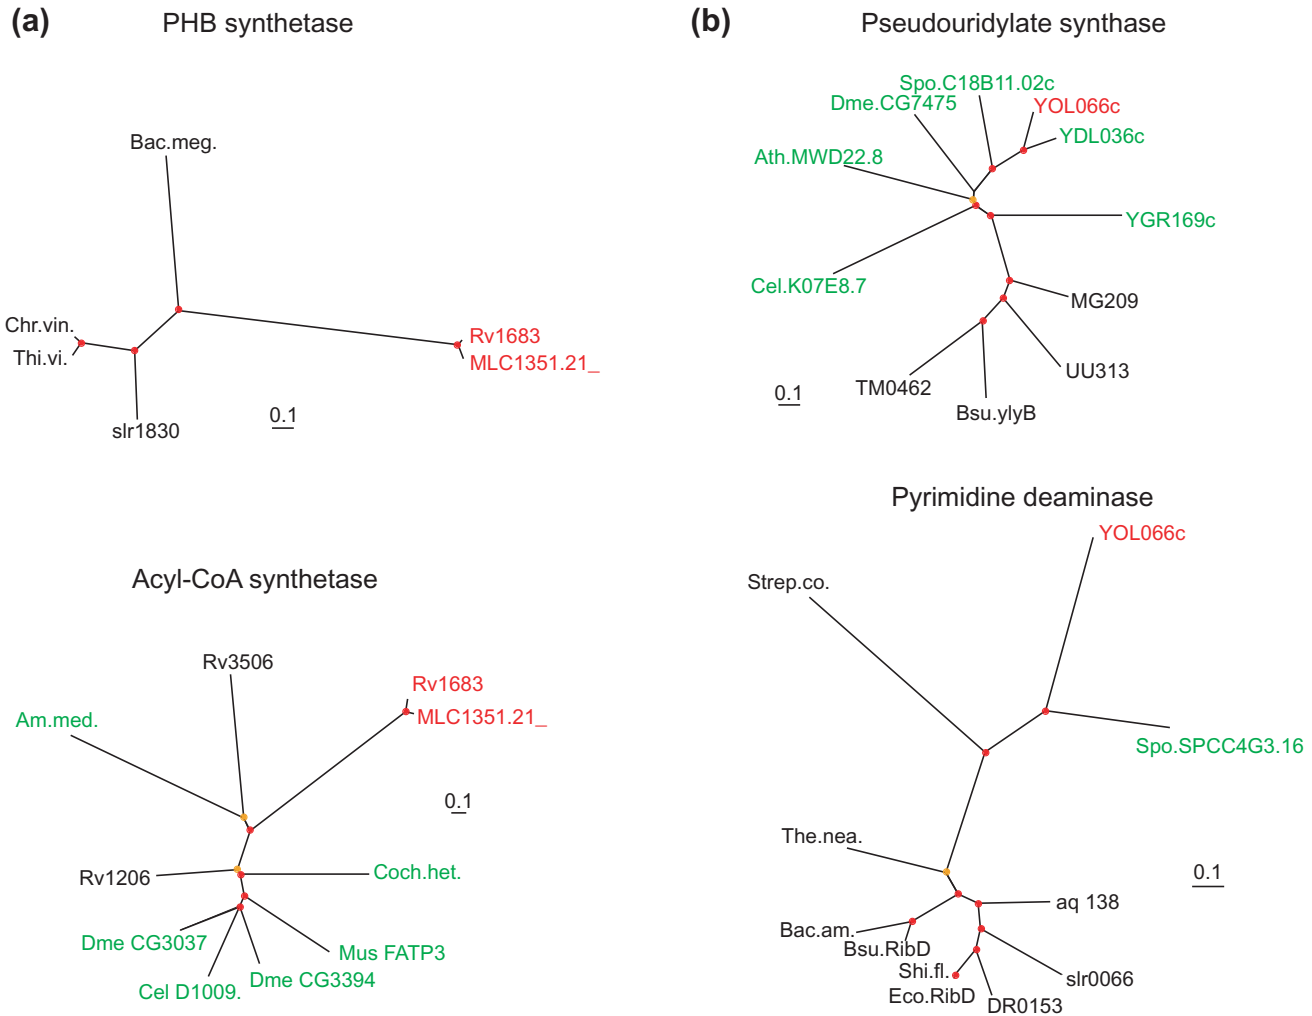 (a)
PHB synthetase
Bac.meg.
Chr.vin.
Thi.vi.
slr1830
Rv1683
MLC1351.21_
0.1
Acyl-CoA synthetase
Rv3506
Rv1683
MLC1351.21_
Am.med.
0.1
Rv1206
Coch.het.
Dme CG3037
Mus FATP3
Cel D1009.
Dme CG3394
(b)
Pseudouridylate synthase
Spo.C18B11.02c
Dme.CG7475
YOL066c
YDL036c
Ath.MWD22.8
YGR169c
Cel.K07E8.7
MG209
UU313
TM0462
Bsu.ylyB
0.1
Pyrimidine deaminase
YOL066c
Strep.co.
Spo.SPCC4G3.16
The.nea.
0.1
aq 138
Bac.am.
Bsu.RibD
Shi.fl.
slr0066
Eco.RibD
DR0153